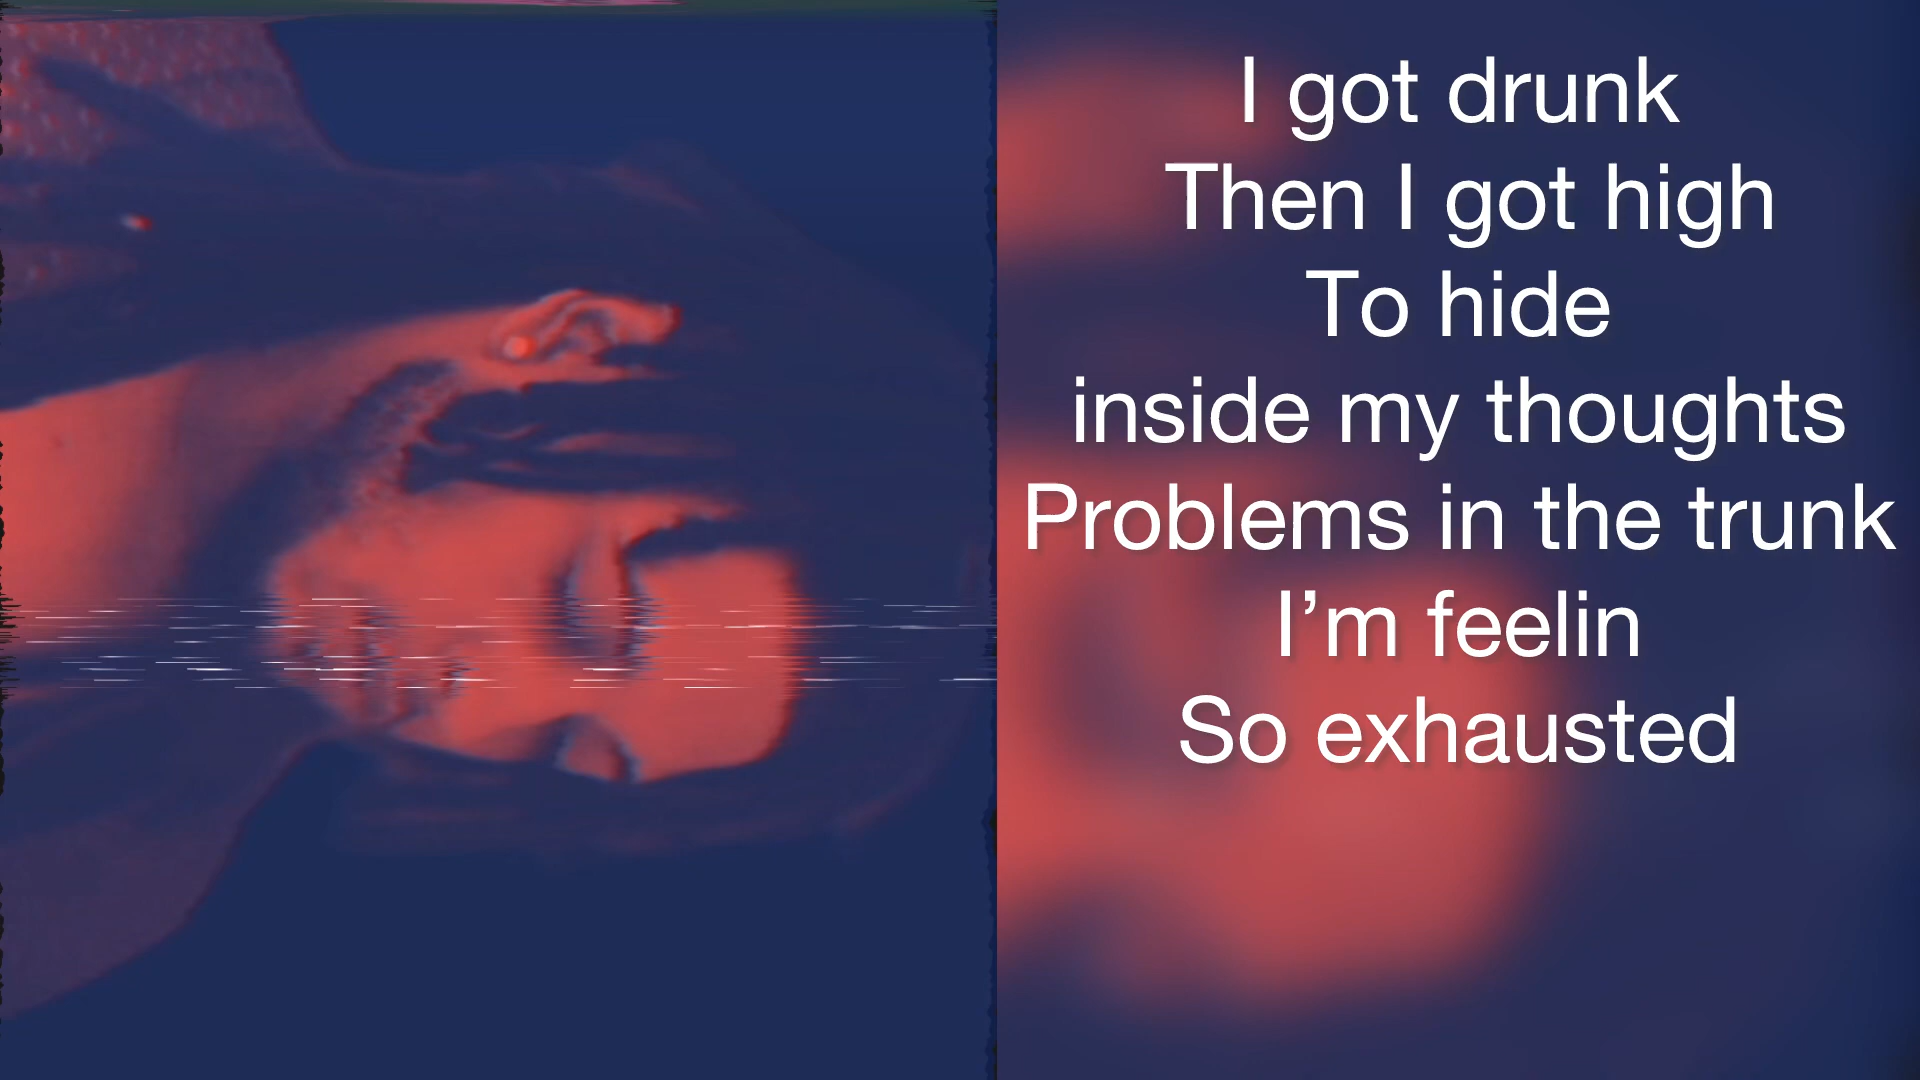 I got drunk
Then I got high
To hide
inside my thoughts
Problems in the trunk
I’m feelin
So exhausted